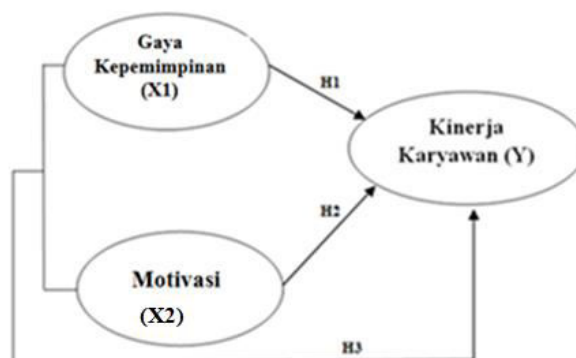 Gaya
Kepemimpinan
(X1)
H1
Kinerja
Karyawan (Y)
H2
Motivasi
(X2)
H3